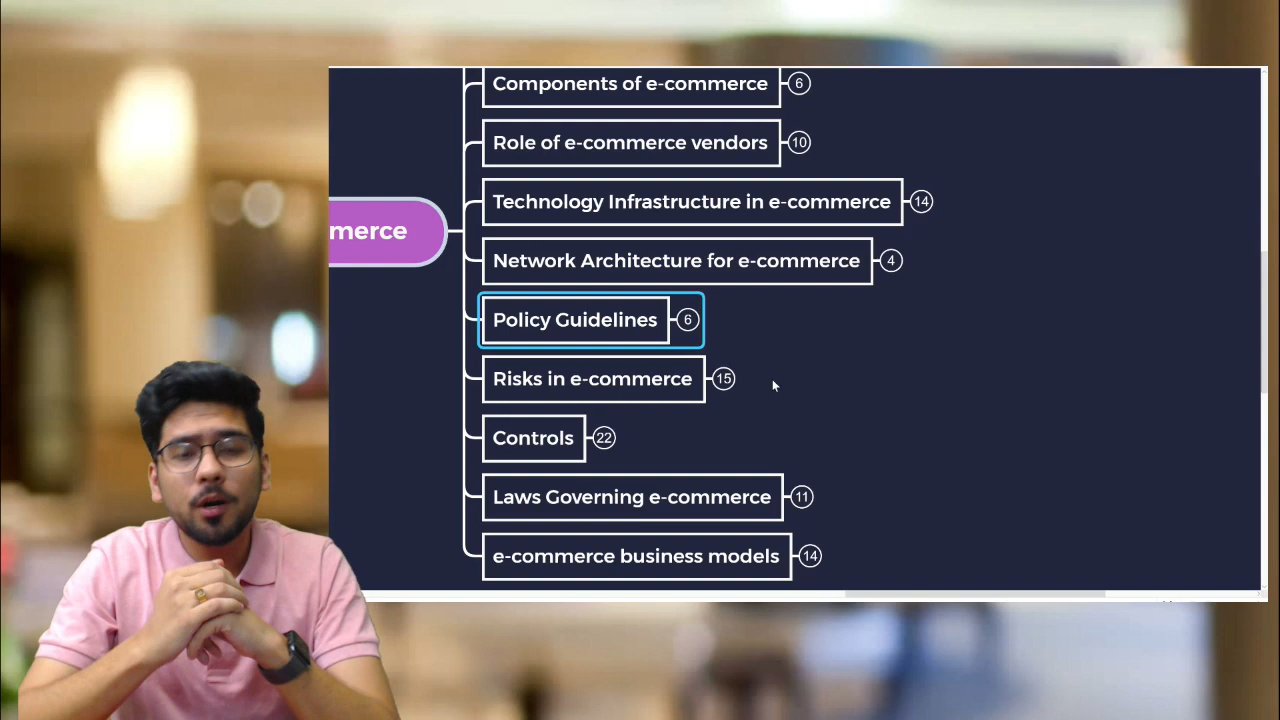 Components of e-commerce 6
Role of e-commerce vendors 10
Technology Infrastructure in e-commerce 14
merce
Network Architecture for e-commerce 4
Policy Guidelines 6
Risks in e-commerce 15
Controls 22
Laws Governing e-commerce 11
e-commerce business models 14